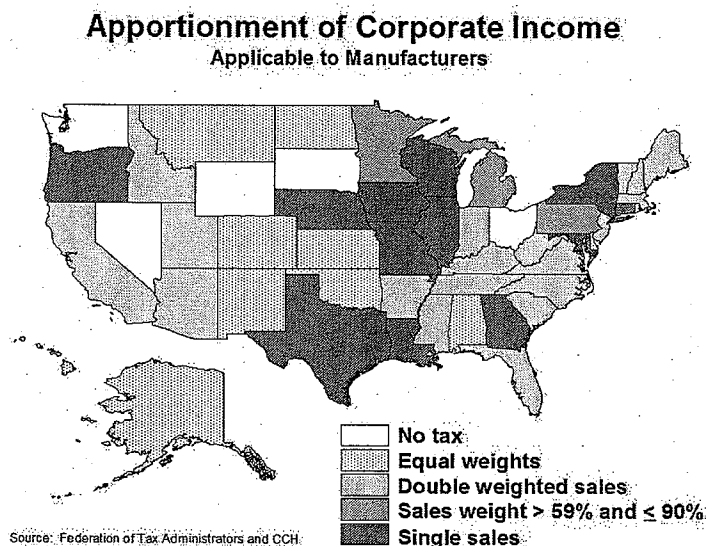 Apportionment of Corporate Income
Applicable to Manufacturers
No tax
Equal weights
Double weighted sales
Sales weight > 59% and ≤ 90%
Single sales
Source: Federation of Tax Administrators and CCH